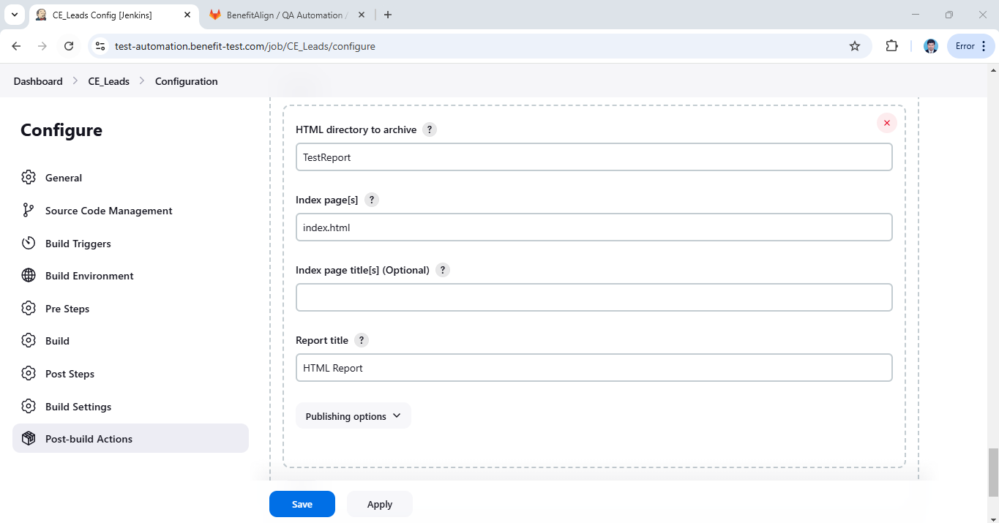 CE_Leads Config [Jenkins]
BenefitAlign / QA Automation /
test-automation.benefit-test.com/job/CE_Leads/configure
Error
Dashboard
CE_Leads
Configuration
Configure
General
Source Code Management
Build Triggers
Build Environment
Pre Steps
Build
Post Steps
Build Settings
Post-build Actions
HTML directory to archive ?
TestReport
Index page[s] ?
index.html
Index page title[s] (Optional) ?
Report title ?
HTML Report
Publishing options
Save
Apply